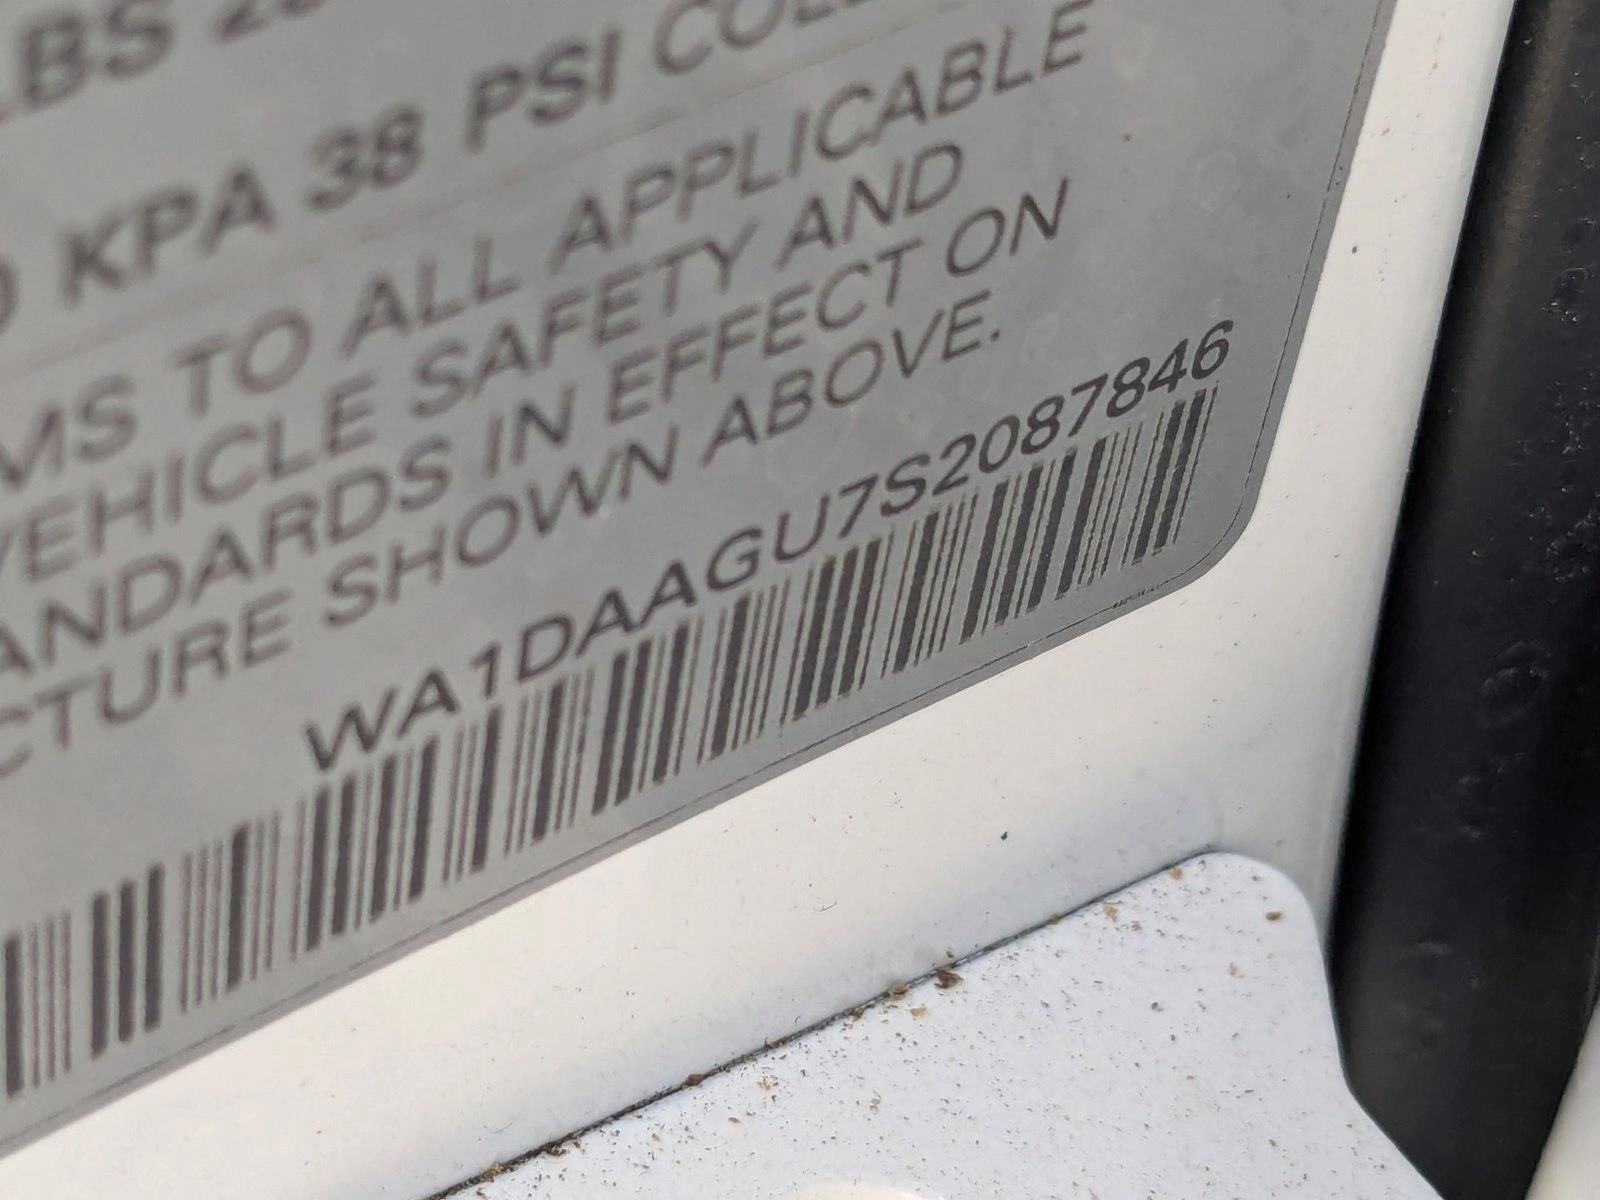 LBS
KPA 38 PSI
MS TO ALL APPLICABLE
VEHICLE SAFETY AND
ANDARDS IN EFFECT ON
CTURE SHOWN ABOVE.
WA1DAAGU7S2087846